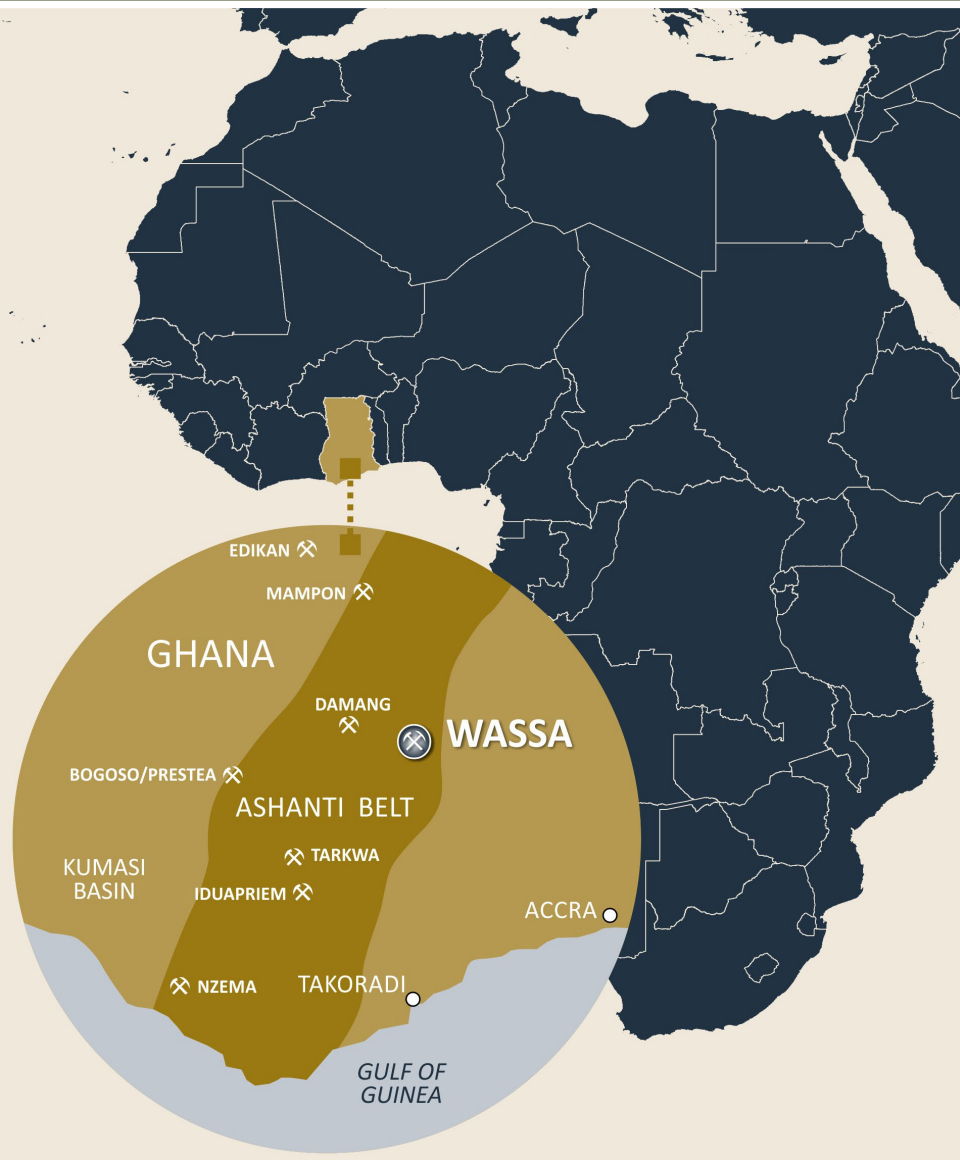 EDIKAN
MAMPON
GHANA
DAMANG
WASSA
BOGOSO/PRESTEA
ASHANTI BELT
TARKWA
KUMASI
BASIN
IDUAPRIEM
ACCRA
NZEMA
TAKORADI
GULF OF
GUINEA